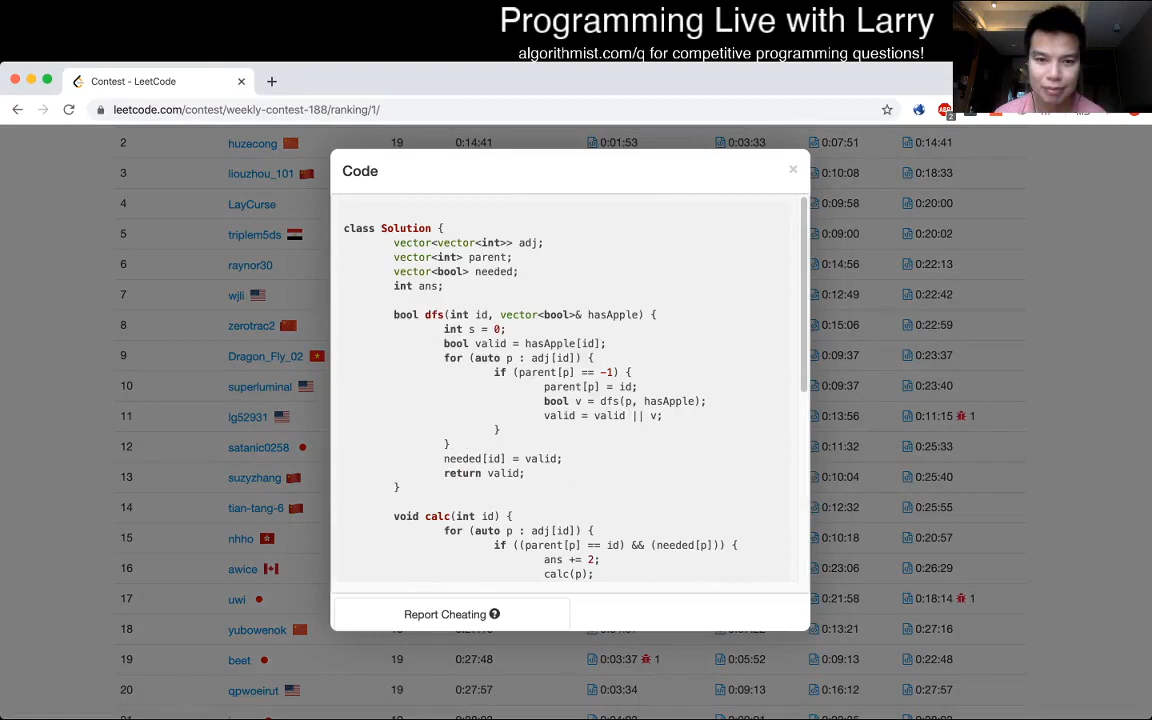 Programming Live with Larry
algorithmist.com/q for competitive programming questions!
Contest - LeetCode
leetcode.com/contest/weekly-contest-188/ranking/1/
2 huzecong 19 0:14:41 0:01:53 0:03:33 0:07:51 0:14:41
3 liouzhou_101 0:10:08 0:18:33
4 LayCurse 0:09:58 0:20:00
5 triplem5ds 0:09:00 0:20:02
6 raynor30 0:14:56 0:22:13
7 wjli 0:12:49 0:22:42
8 zerotrac2 0:15:06 0:22:59
9 Dragon_Fly_02 0:09:37 0:23:37
10 superluminal 0:09:37 0:23:40
11 lg52931 0:13:56 0:11:15 1
12 satanic0258 0:11:32 0:25:33
13 suzyzhang 0:10:04 0:25:40
14 tian-tang-6 0:12:32 0:25:55
15 nhho 0:10:18 0:20:57
16 awice 0:23:06 0:26:29
17 uwi 0:21:58 0:18:14 1
18 yubowenok 0:13:21 0:27:16
19 beet 19 0:27:48 0:03:37 1 0:05:52 0:09:13 0:22:48
20 qpwoeirut 19 0:27:57 0:03:34 0:09:13 0:16:12 0:27:57
Code ×
class Solution {
vector<vector<int>> adj;
vector<int> parent;
vector<bool> needed;
int ans;
bool dfs(int id, vector<bool>& hasApple) {
int s = 0;
bool valid = hasApple[id];
for (auto p : adj[id]) {
if (parent[p] == -1) {
parent[p] = id;
bool v = dfs(p, hasApple);
valid = valid || v;
}
}
needed[id] = valid;
return valid;
}
void calc(int id) {
for (auto p : adj[id]) {
if ((parent[p] == id) && (needed[p])) {
ans += 2;
calc(p);
Report Cheating